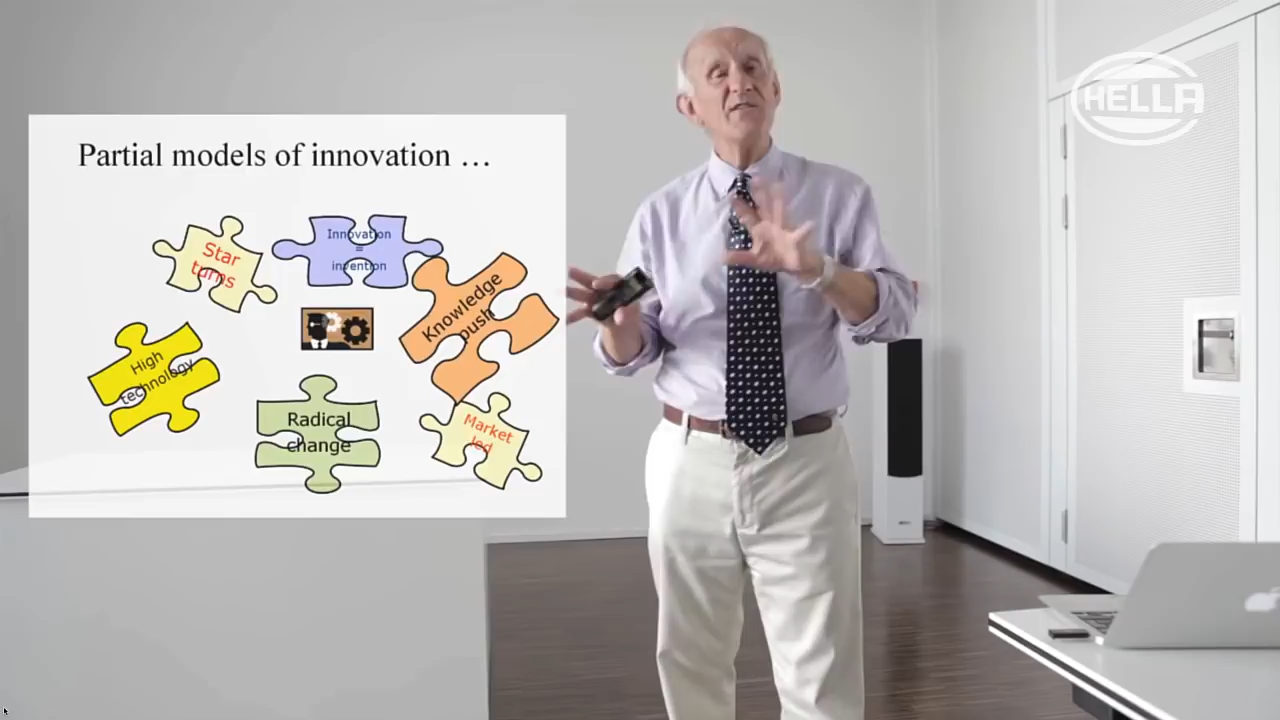 HELLA
Partial models of innovation …
Star
turns
Innovation
=
invention
Knowledge
push
High
technology
Radical
change
Market
led